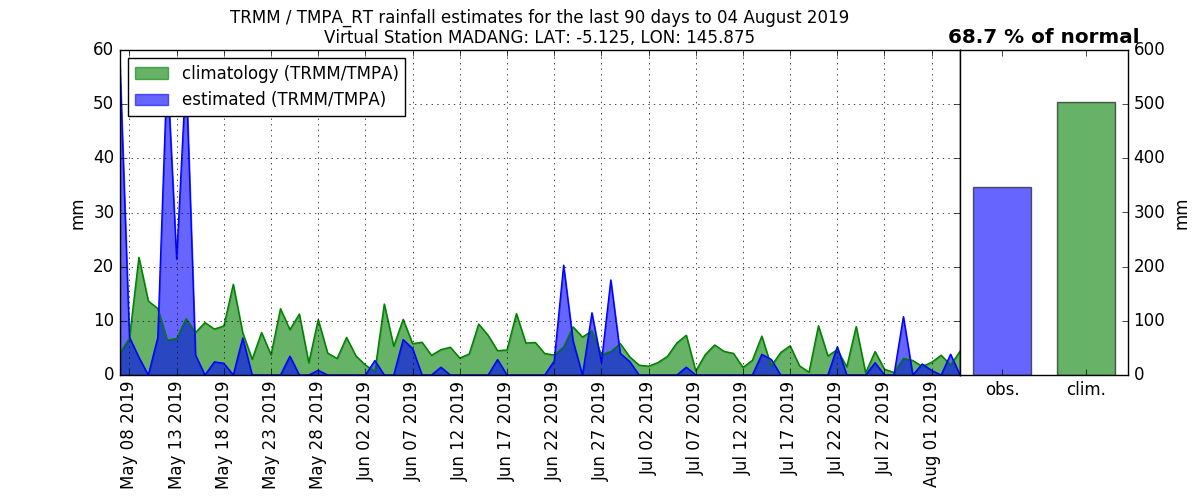 TRMM / TMPA_RT rainfall estimates for the last 90 days to 04 August 2019
Virtual Station MADANG: LAT: -5.125, LON: 145.875
68.7 % of normal
climatology (TRMM/TMPA)
estimated (TRMM/TMPA)
60
50
40
30
20
10
0
mm
May 08 2019
May 13 2019
May 18 2019
May 23 2019
May 28 2019
Jun 02 2019
Jun 07 2019
Jun 12 2019
Jun 17 2019
Jun 22 2019
Jun 27 2019
Jul 02 2019
Jul 07 2019
Jul 12 2019
Jul 17 2019
Jul 22 2019
Jul 27 2019
Aug 01 2019
obs.
clim.
600
500
400
300
200
100
0
mm